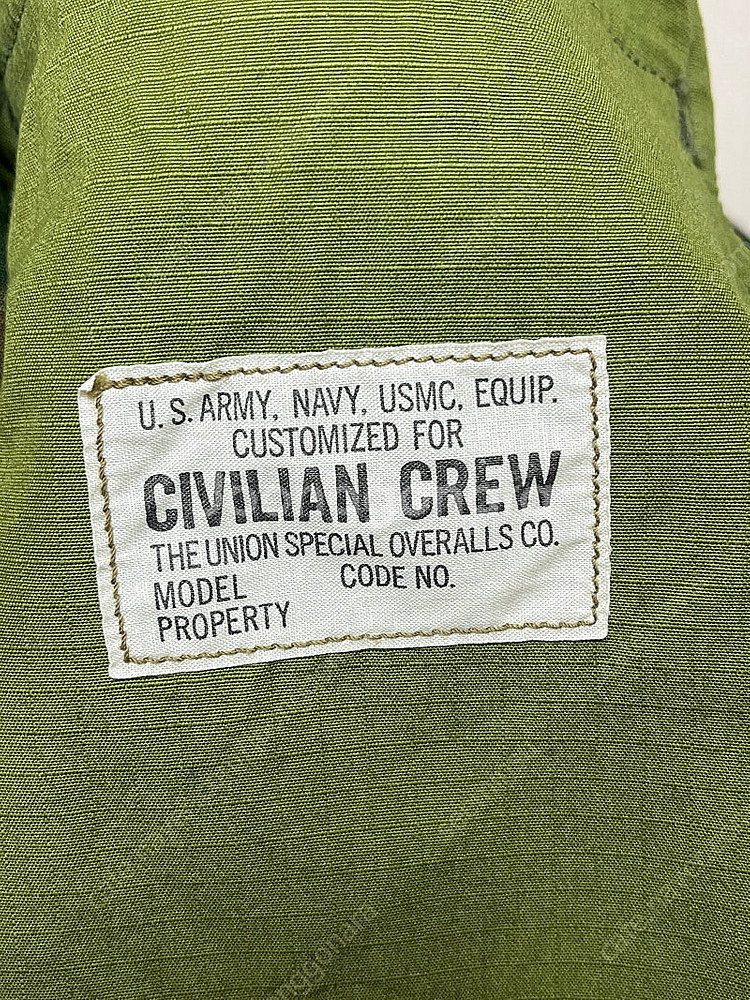 U.S. ARMY, NAVY, USMC, EQUIP.
CUSTOMIZED FOR
CIVILIAN CREW
THE UNION SPECIAL OVERALLS CO.
MODEL CODE NO.
PROPERTY